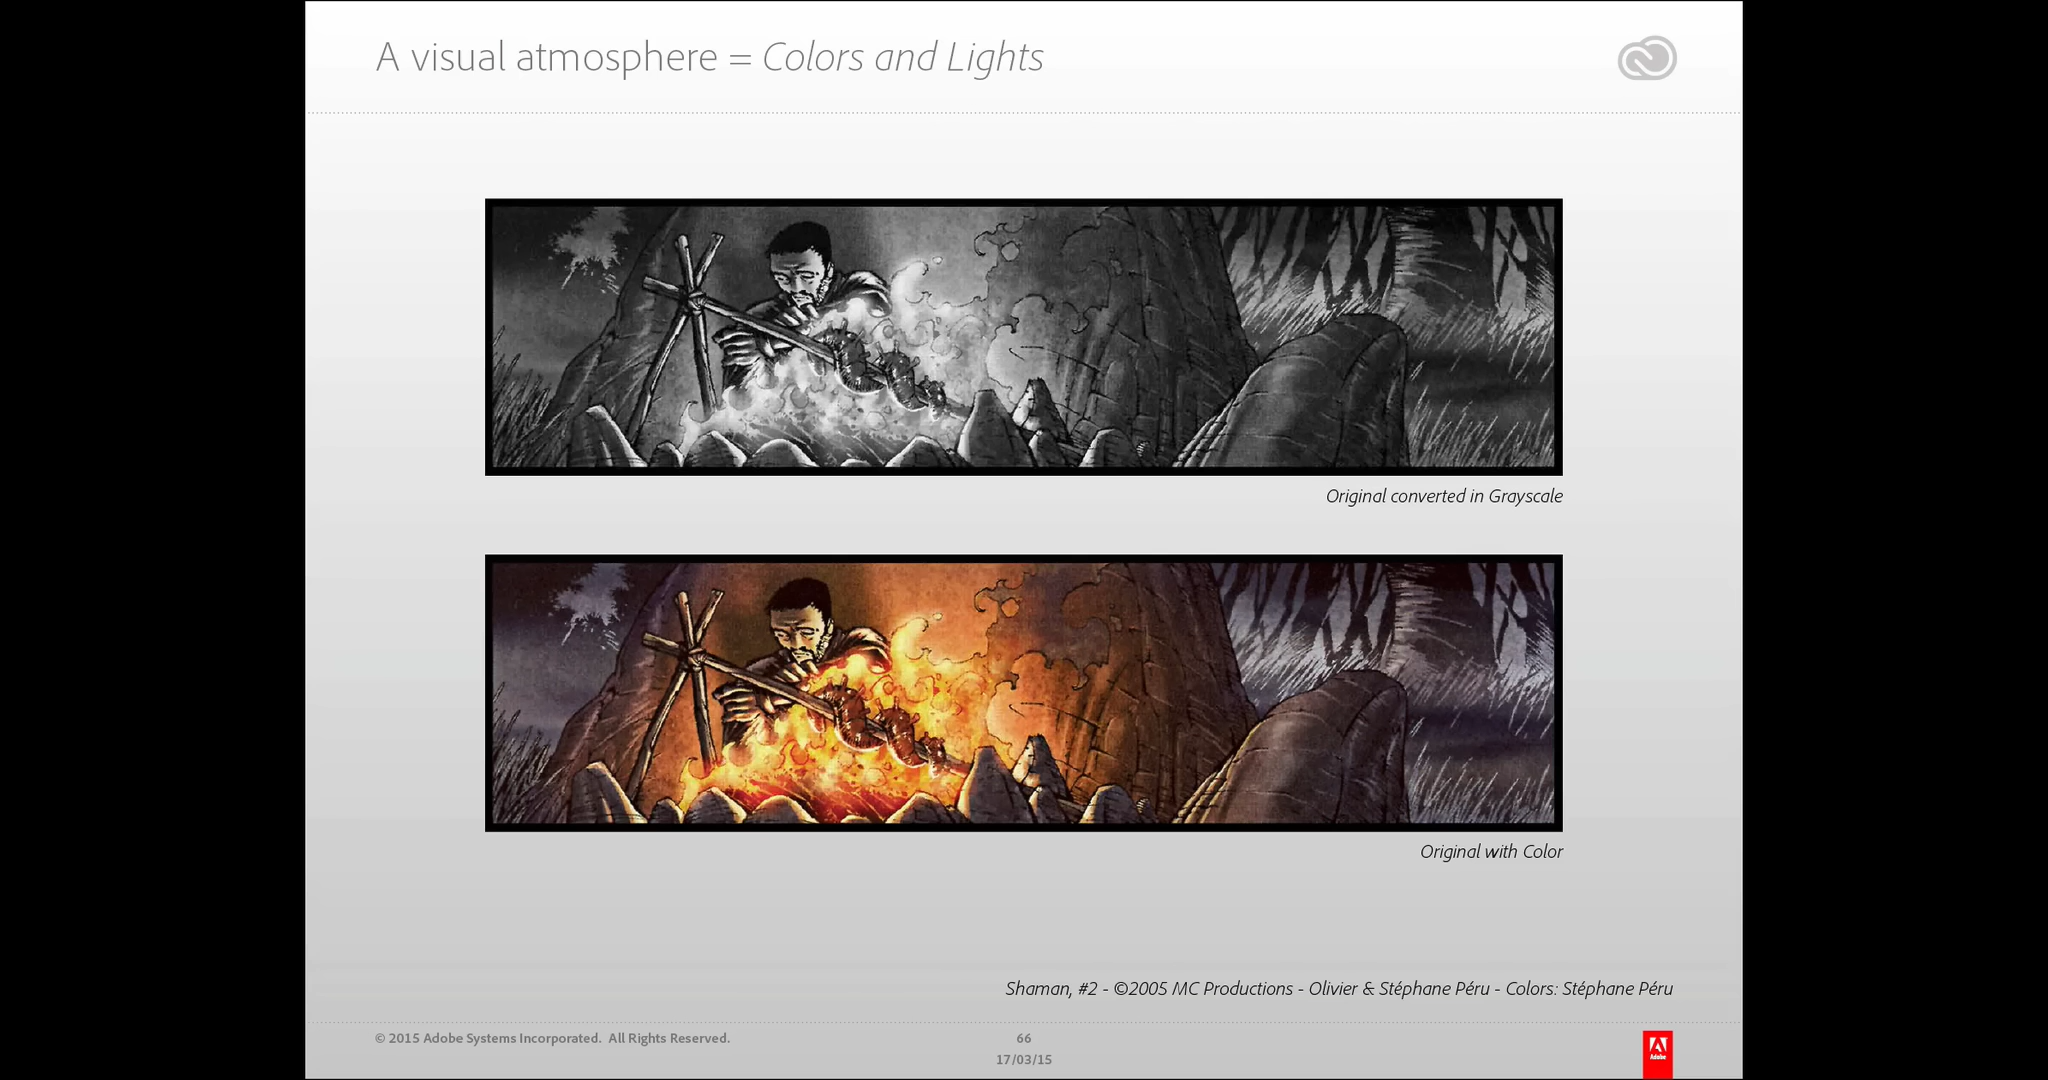 A visual atmosphere = Colors and Lights
Original converted in Grayscale
Original with Color
Shaman, #2 - ©2005 MC Productions - Olivier & Stéphane Péru - Colors: Stéphane Péru
© 2015 Adobe Systems Incorporated. All Rights Reserved.
66
17/03/15
Adobe